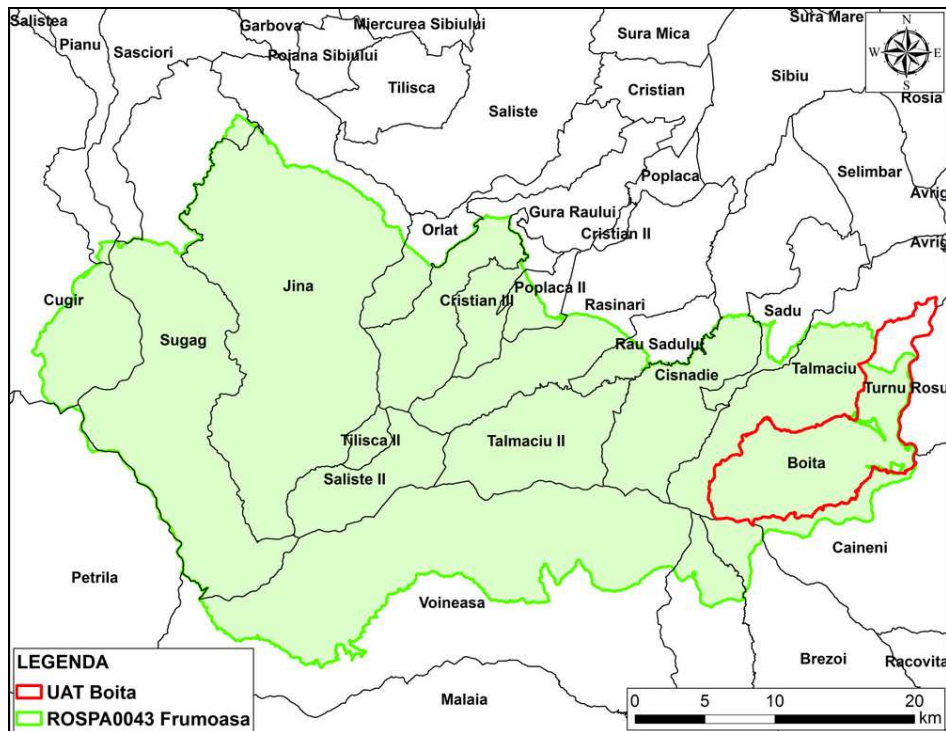 Salistea
Garbova
Miercurea Sibiului
Sura Mare
Pianu
Sasciori
Poiana Sibiului
Sura Mica
N
W
E
S
Tilisca
Cristian
Sibiu
Saliste
Rosia
Poplaca
Selimbar
Avrig
Gura Raului
Orlat
Cristian II
Avrig
Cugir
Jina
Cristian III
Poplaca II
Rasinari
Sadu
Sugag
Rau Sadului
Cisnadie
Talmaciu
Turnu Rosu
Tilisca II
Talmaciu II
Boita
Saliste II
Caineni
Petrila
Voineasa
Brezoi
Racovita
Malaia
LEGENDA
UAT Boita
ROSPA0043 Frumoasa
0 5 10 20
km